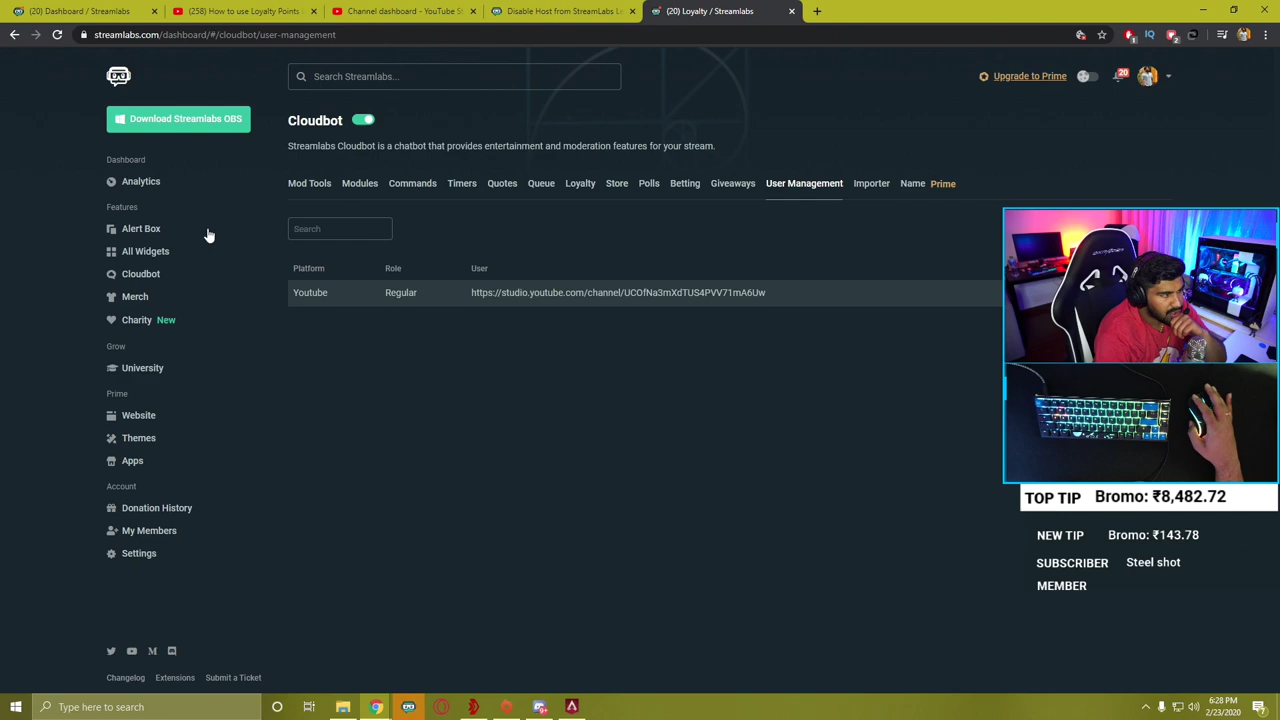 (20) Dashboard / Streamlabs
(258) How to use Loyalty Points -
Channel dashboard - YouTube St
Disable Host from StreamLabs Le
(20) Loyalty / Streamlabs
streamlabs.com/dashboard/#/cloudbot/user-management
Search Streamlabs...
Upgrade to Prime
20
Download Streamlabs OBS
Cloudbot
Streamlabs Cloudbot is a chatbot that provides entertainment and moderation features for your stream.
Mod Tools Modules Commands Timers Quotes Queue Loyalty Store Polls Betting Giveaways User Management Importer Name Prime
Search
Platform Role User
Youtube Regular https://studio.youtube.com/channel/UCOfNa3mXdTUS4PVV71mA6Uw
Dashboard
Analytics
Features
Alert Box
All Widgets
Cloudbot
Merch
Charity New
Grow
University
Prime
Website
Themes
Apps
Account
Donation History
My Members
Settings
Changelog Extensions Submit a Ticket
TOP TIP Bromo: ₹8,482.72
NEW TIP Bromo: ₹143.78
SUBSCRIBER Steel shot
MEMBER
Type here to search
6:28 PM
2/23/2020